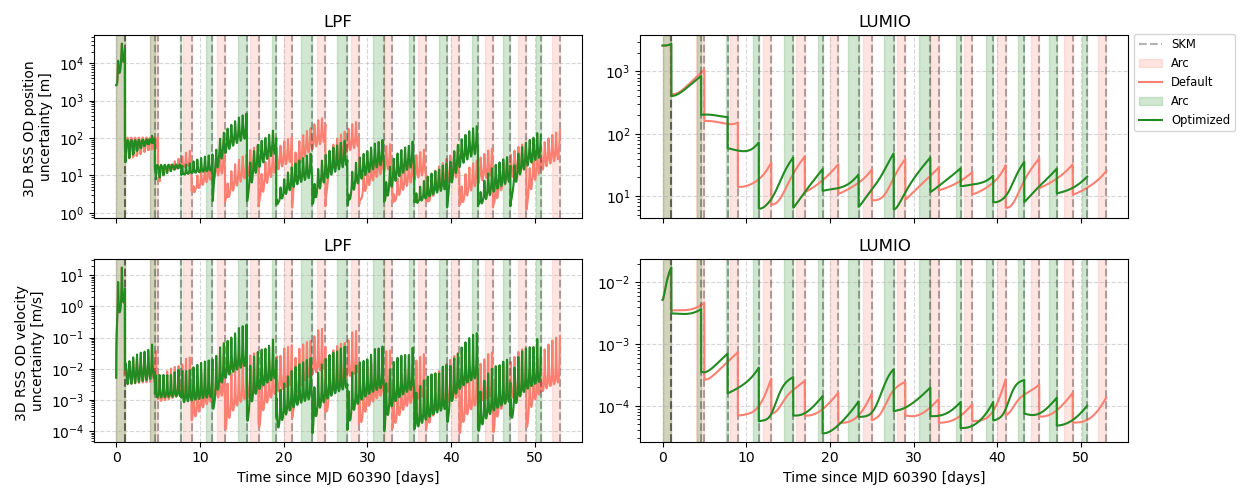 LPF
LUMIO
3D RSS OD position
uncertainty [m]
10⁴
10³
10²
10¹
10⁰
10³
10²
10¹
SKM
Arc
Default
Arc
Optimized
LPF
LUMIO
3D RSS OD velocity
uncertainty [m/s]
10¹
10⁰
10⁻¹
10⁻²
10⁻³
10⁻⁴
10⁻²
10⁻³
10⁻⁴
0 10 20 30 40 50
0 10 20 30 40 50
Time since MJD 60390 [days]
Time since MJD 60390 [days]